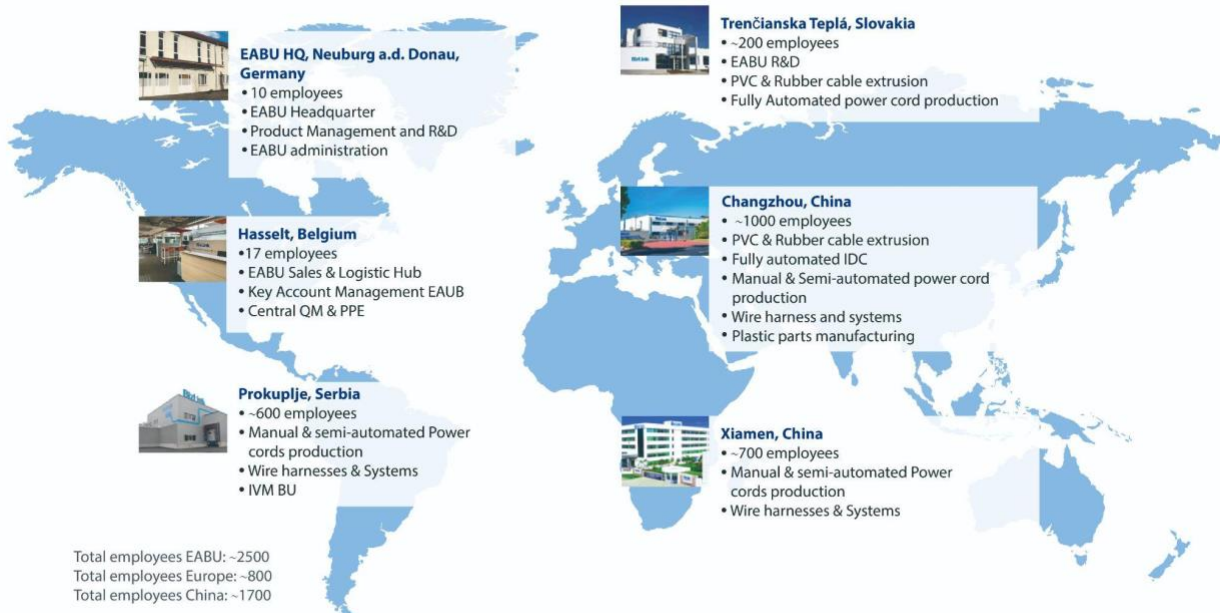 EABU HQ, Neuburg a.d. Donau,
Germany
• 10 employees
• EABU Headquarter
• Product Management and R&D
• EABU administration
Hasselt, Belgium
•17 employees
• EABU Sales & Logistic Hub
• Key Account Management EAUB
• Central QM & PPE
Prokuplje, Serbia
• ~600 employees
• Manual & semi-automated Power
cords production
• Wire harnesses & Systems
• IVM BU
Total employees EABU: ~2500
Total employees Europe: ~800
Total employees China: ~1700
Trenčianska Teplá, Slovakia
• ~200 employees
• EABU R&D
• PVC & Rubber cable extrusion
• Fully Automated power cord production
Changzhou, China
• ~1000 employees
• PVC & Rubber cable extrusion
• Fully automated IDC
• Manual & Semi-automated power cord
production
• Wire harness and systems
• Plastic parts manufacturing
Xiamen, China
• ~700 employees
• Manual & semi-automated Power
cords production
• Wire harnesses & Systems